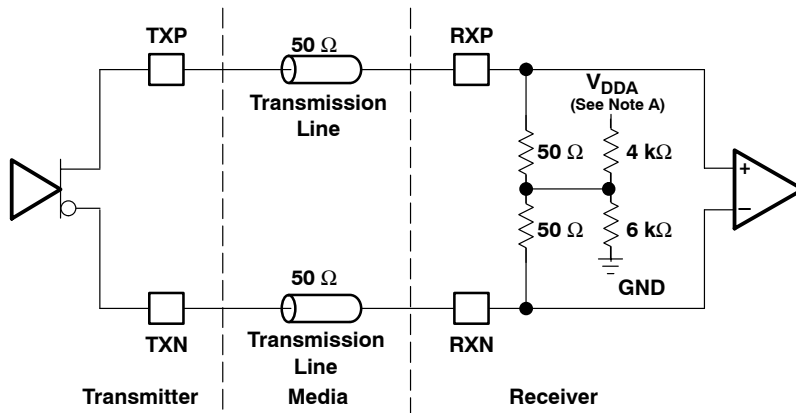 TXP
50 Ω
RXP
Transmission
Line
VDDA
(See Note A)
50 Ω
4 kΩ
+
−
50 Ω
6 kΩ
GND
50 Ω
TXN
Transmission
Line
RXN
Transmitter
Media
Receiver